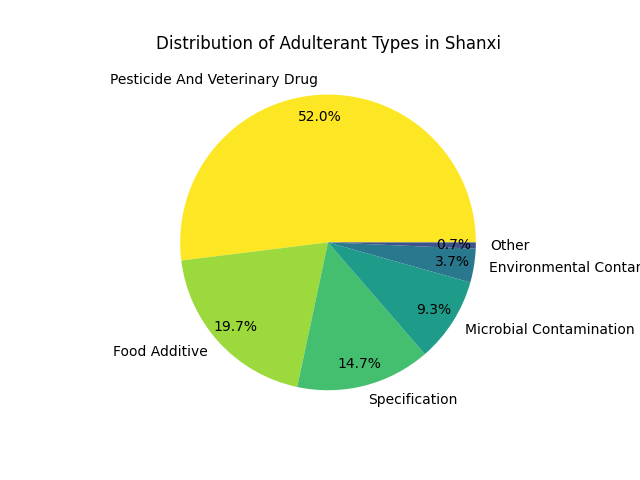 Distribution of Adulterant Types in Shanxi
Pesticide And Veterinary Drug
52.0%
0.7%
Other
3.7%
Environmental Contar
9.3%
Microbial Contamination
19.7%
Food Additive
14.7%
Specification